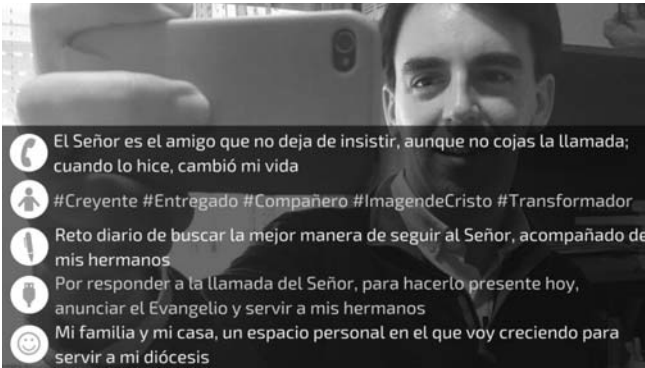 El Señor es el amigo que no deja de insistir, aunque no cojas la llamada;
cuando lo hice, cambió mi vida
#Creyente #Entregado #Compañero #ImagendeCristo #Transformador
Reto diario de buscar la mejor manera de seguir al Señor, acompañado de
mis hermanos
Por responder a la llamada del Señor, para hacerlo presente hoy,
anunciar el Evangelio y servir a mis hermanos
Mi familia y mi casa, un espacio personal en el que voy creciendo para
servir a mi diócesis